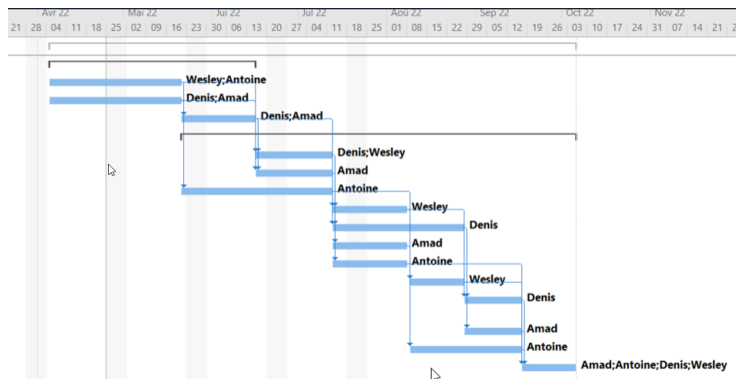 Avr 22 Mai 22 Jui 22 Jul 22 Aoû 22 Sep 22 Oct 22 Nov 22
21 28 04 11 18 25 02 09 16 23 30 06 13 20 27 04 11 18 25 01 08 15 22 29 05 12 19 26 03 10 17 24 31 07 14 21
Wesley;Antoine
Denis;Amad
Denis;Amad
Denis;Wesley
Amad
Antoine
Wesley
Denis
Amad
Antoine
Wesley
Denis
Amad
Antoine
Amad;Antoine;Denis;Wesley